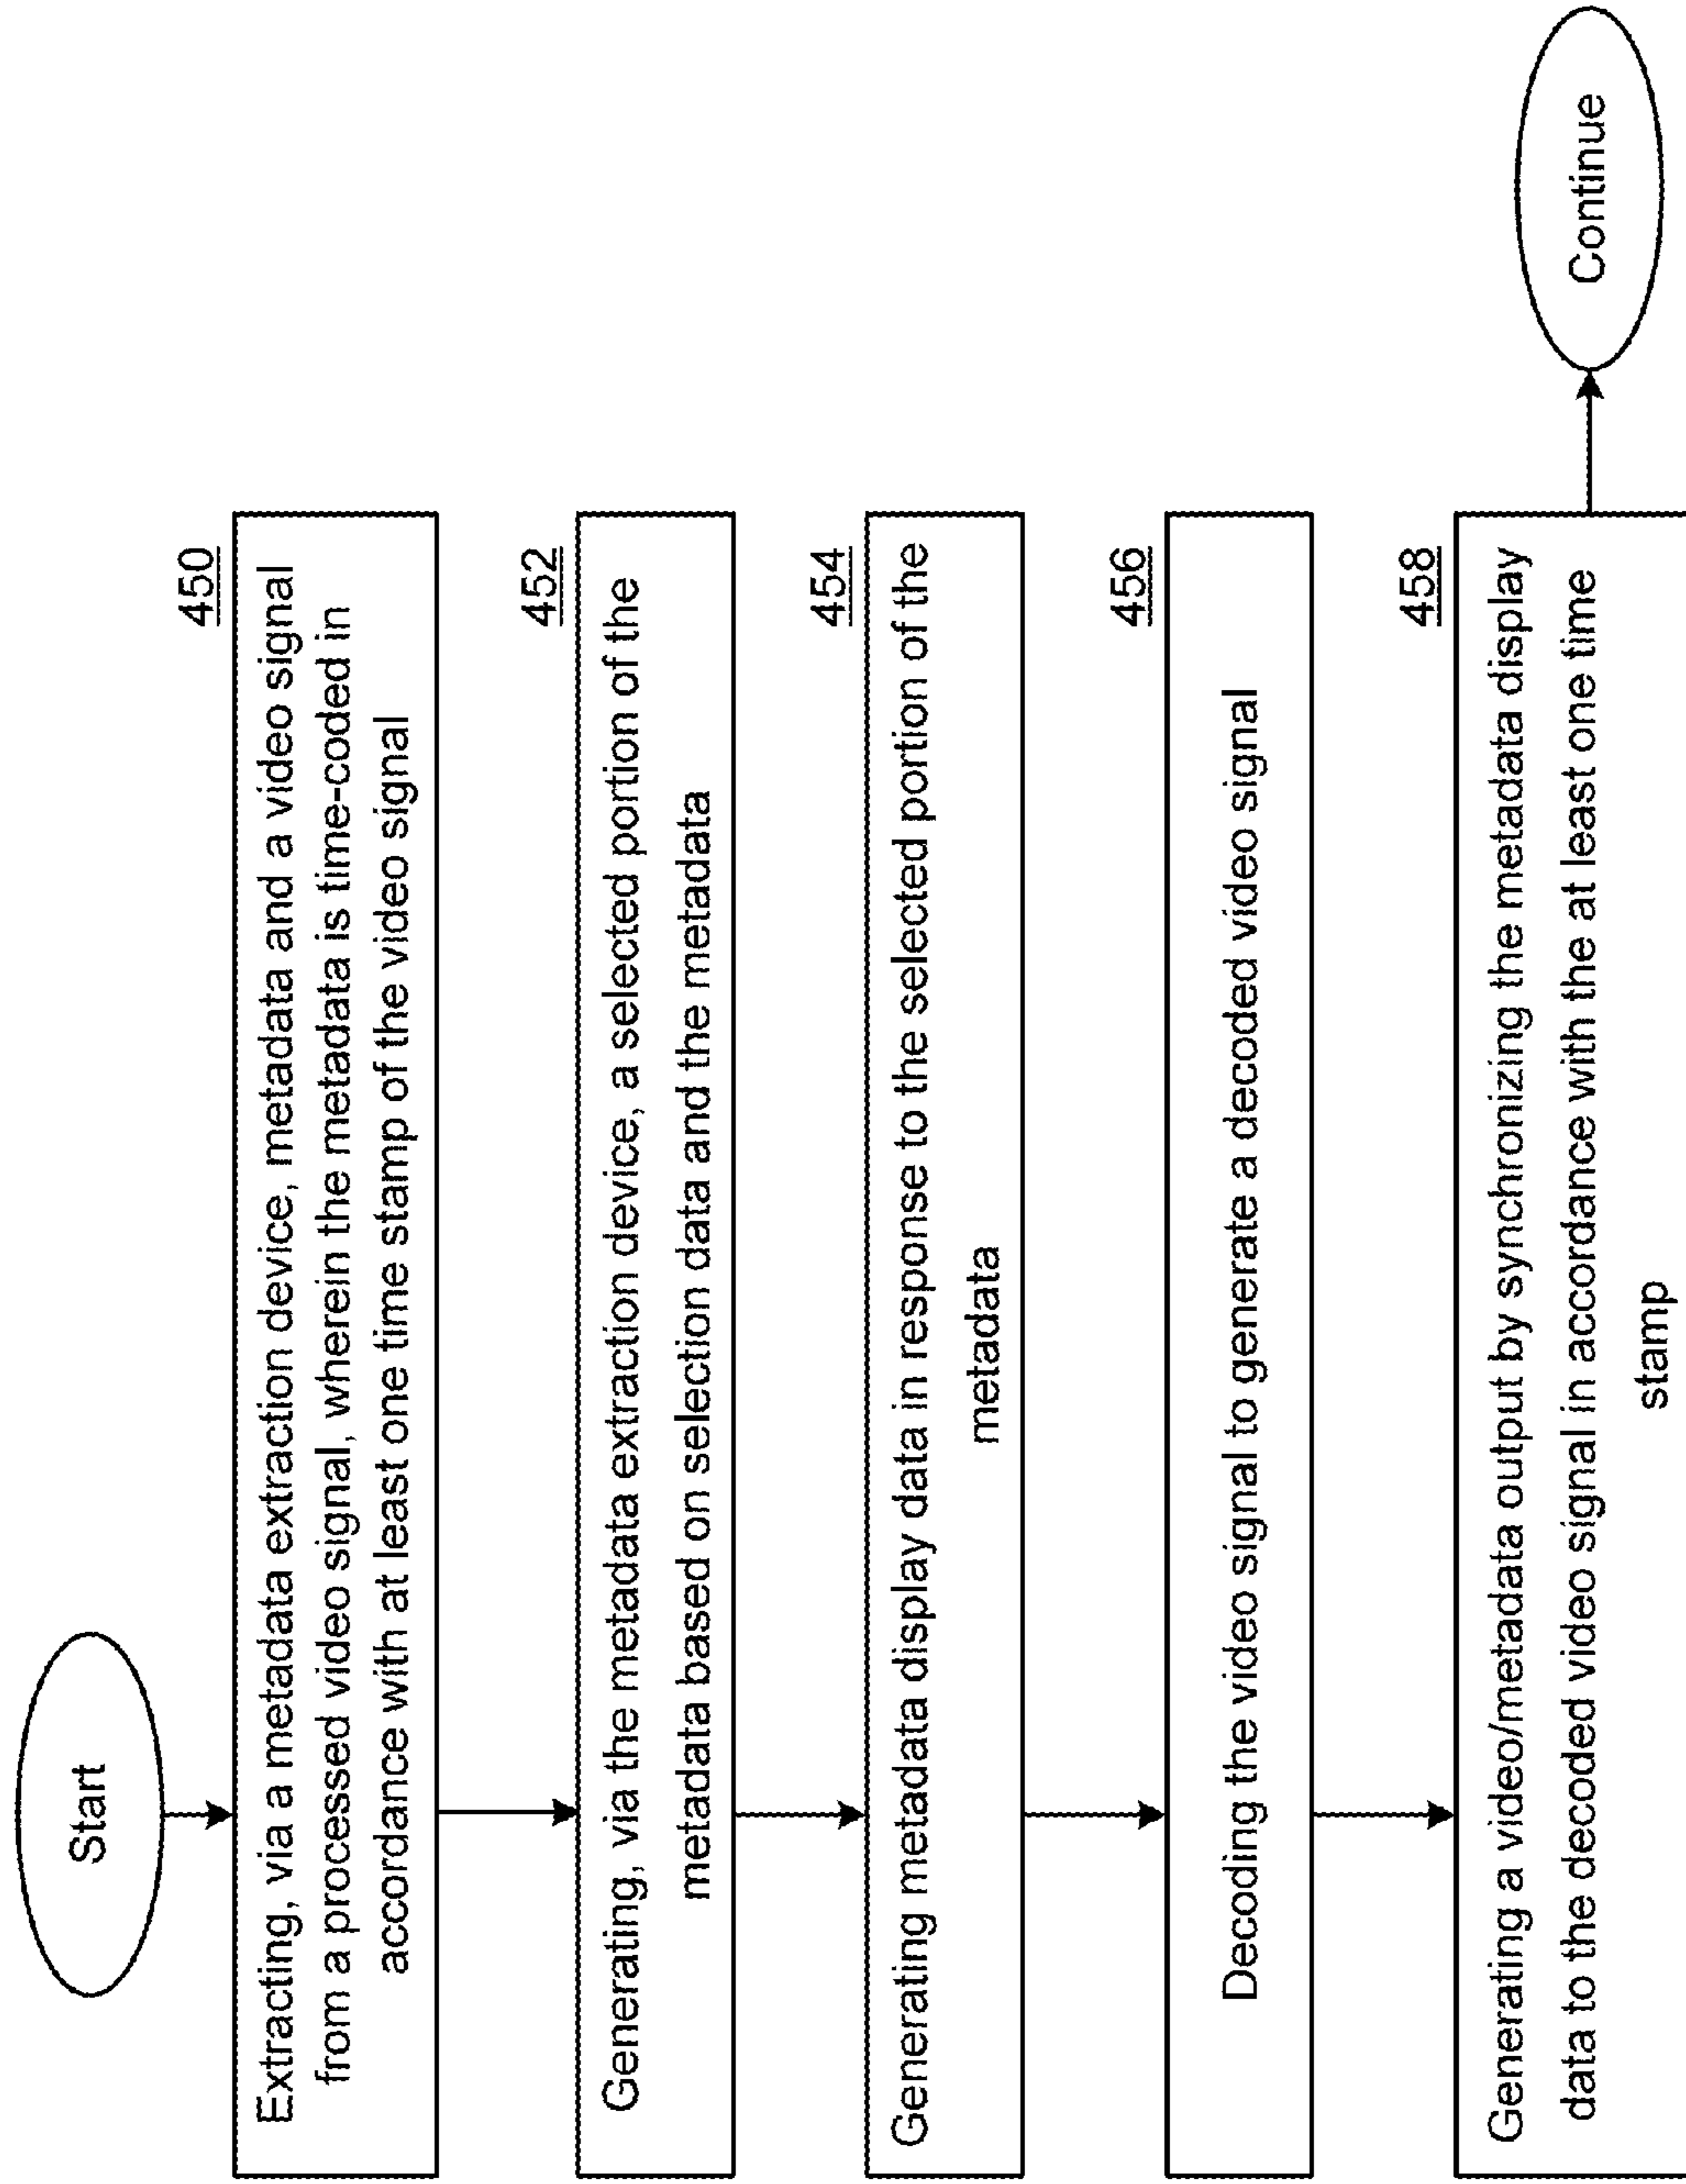 Start
450
Extracting, via a metadata extraction device, metadata and a video signal
from a processed video signal, wherein the metadata is time-coded in
accordance with at least one time stamp of the video signal
452
Generating, via the metadata extraction device, a selected portion of the
metadata based on selection data and the metadata
454
Generating metadata display data in response to the selected portion of the
metadata
456
Decoding the video signal to generate a decoded video signal
458
Generating a video/metadata output by synchronizing the metadata display
data to the decoded video signal in accordance with the at least one time
stamp
Continue